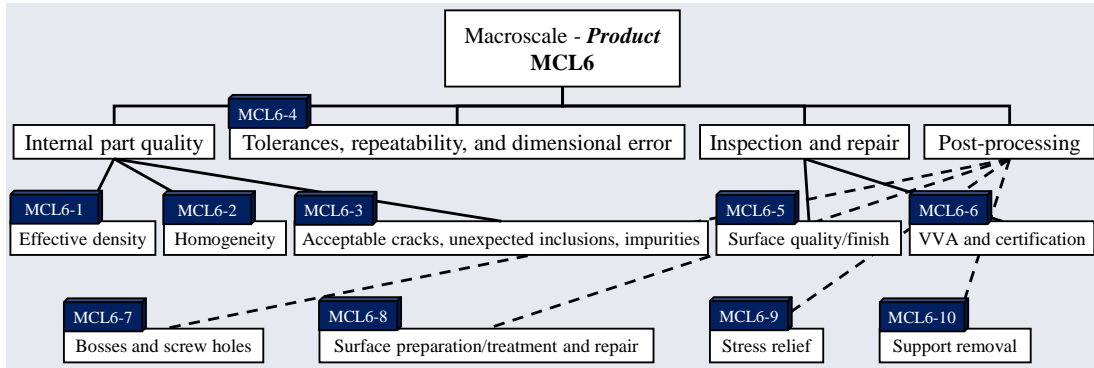 Macroscale - Product
MCL6
MCL6-4
Internal part quality
Tolerances, repeatability, and dimensional error
Inspection and repair
Post-processing
MCL6-1
MCL6-2
MCL6-3
MCL6-5
MCL6-6
Effective density
Homogeneity
Acceptable cracks, unexpected inclusions, impurities
Surface quality/finish
VVA and certification
MCL6-7
MCL6-8
MCL6-9
MCL6-10
Bosses and screw holes
Surface preparation/treatment and repair
Stress relief
Support removal